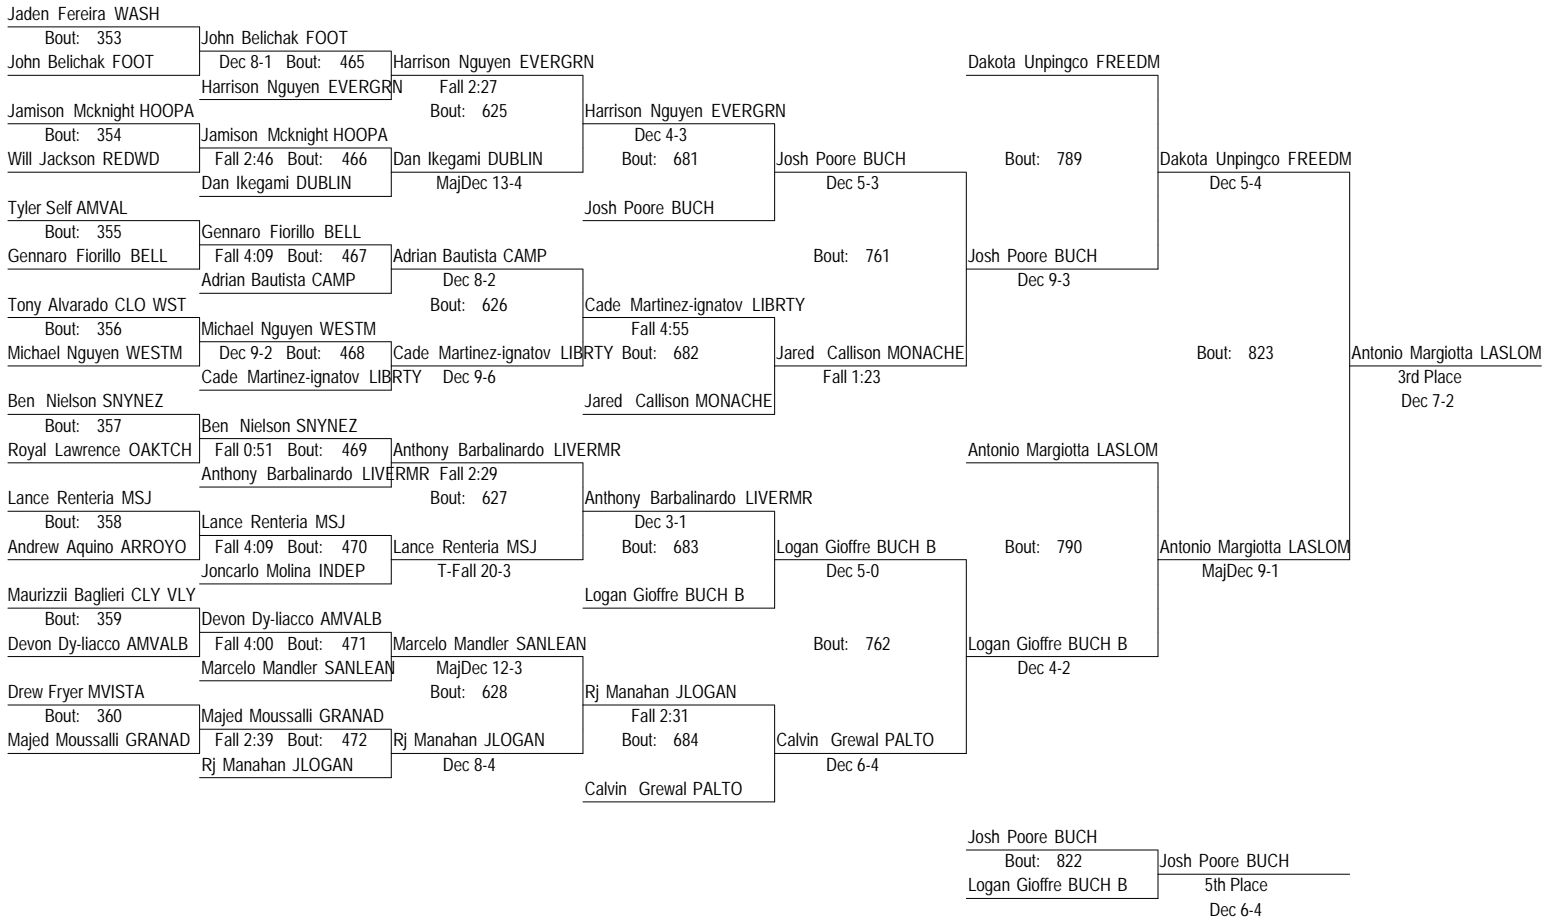 Jaden Fereira WASH
Bout: 353 John Belichak FOOT
John Belichak FOOT Dec 8-1 Bout: 465 Harrison Nguyen EVERGRN Dakota Unpingco FREEDM
Harrison Nguyen EVERGRN Fall 2:27
Jamison Mcknight HOOPA Bout: 625 Harrison Nguyen EVERGRN
Bout: 354 Jamison Mcknight HOOPA Dec 4-3
Will Jackson REDWD Fall 2:46 Bout: 466 Dan Ikegami DUBLIN Bout: 681 Josh Poore BUCH Bout: 789 Dakota Unpingco FREEDM
Dan Ikegami DUBLIN MajDec 13-4 Dec 5-3 Dec 5-4
Tyler Self AMVAL Josh Poore BUCH
Bout: 355 Gennaro Fiorillo BELL
Gennaro Fiorillo BELL Fall 4:09 Bout: 467 Adrian Bautista CAMP Bout: 761 Josh Poore BUCH
Adrian Bautista CAMP Dec 8-2 Dec 9-3
Tony Alvarado CLO WST Bout: 626 Cade Martinez-ignatov LIBRTY
Bout: 356 Michael Nguyen WESTM Fall 4:55
Michael Nguyen WESTM Dec 9-2 Bout: 468 Cade Martinez-ignatov LIBRTY Bout: 682 Jared Callison MONACHE Bout: 823 Antonio Margiotta LASLOM
Cade Martinez-ignatov LIBRTY Dec 9-6 Fall 1:23 3rd Place
Ben Nielson SNYNEZ Jared Callison MONACHE Dec 7-2
Bout: 357 Ben Nielson SNYNEZ
Royal Lawrence OAKTCH Fall 0:51 Bout: 469 Anthony Barbalinardo LIVERMR Antonio Margiotta LASLOM
Anthony Barbalinardo LIVERMR Fall 2:29
Lance Renteria MSJ Bout: 627 Anthony Barbalinardo LIVERMR
Bout: 358 Lance Renteria MSJ Dec 3-1
Andrew Aquino ARROYO Fall 4:09 Bout: 470 Lance Renteria MSJ Bout: 683 Logan Gioffre BUCH B Bout: 790 Antonio Margiotta LASLOM
Joncarlo Molina INDEP T-Fall 20-3 Dec 5-0 MajDec 9-1
Maurizzii Baglieri CLY VLY Logan Gioffre BUCH B
Bout: 359 Devon Dy-liacco AMVALB
Devon Dy-liacco AMVALB Fall 4:00 Bout: 471 Marcelo Mandler SANLEAN Bout: 762 Logan Gioffre BUCH B
Marcelo Mandler SANLEAN MajDec 12-3 Dec 4-2
Drew Fryer MVISTA Bout: 628 Rj Manahan JLOGAN
Bout: 360 Majed Moussalli GRANAD Fall 2:31
Majed Moussalli GRANAD Fall 2:39 Bout: 472 Rj Manahan JLOGAN Bout: 684 Calvin Grewal PALTO
Rj Manahan JLOGAN Dec 8-4 Dec 6-4
Calvin Grewal PALTO
Josh Poore BUCH
Bout: 822 Josh Poore BUCH
Logan Gioffre BUCH B 5th Place
Dec 6-4